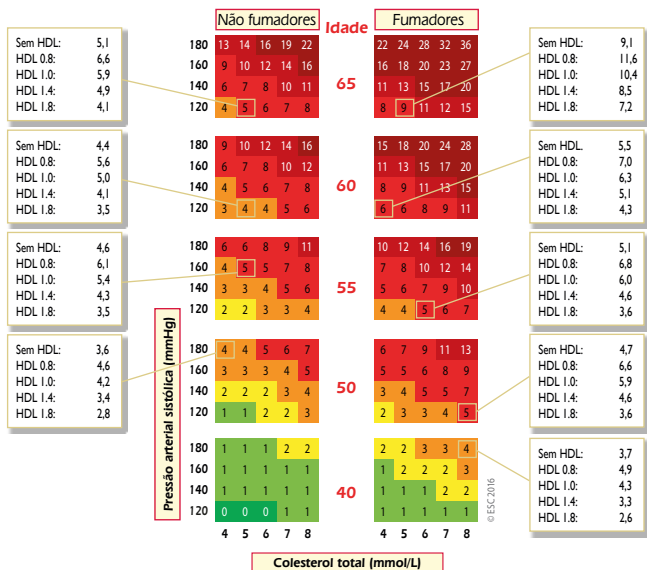 Não fumadores Idade Fumadores
Sem HDL: 5,1
HDL 0.8: 6,6
HDL 1.0: 5,9
HDL 1.4: 4,9
HDL 1.8: 4,1
180 13 14 16 19 22
160 9 10 12 14 16
140 6 7 8 10 11
120 4 5 6 7 8
65
22 24 28 32 36
16 18 20 23 27
11 13 15 17 20
8 9 11 12 15
Sem HDL: 9,1
HDL 0.8: 11,6
HDL 1.0: 10,4
HDL 1.4: 8,5
HDL 1.8: 7,2
Sem HDL: 4,4
HDL 0.8: 5,6
HDL 1.0: 5,0
HDL 1.4: 4,1
HDL 1.8: 3,5
180 9 10 12 14 16
160 6 7 8 10 12
140 4 5 6 7 8
120 3 4 4 5 6
60
15 18 20 24 28
11 13 15 17 20
8 9 11 13 15
6 6 8 9 11
Sem HDL. 5,5
HDL 0.8: 7,0
HDL 1.0: 6,3
HDL 1.4: 5,1
HDL 1.8: 4,3
Sem HDL: 4,6
HDL 0.8: 6,1
HDL 1.0: 5,4
HDL 1.4: 4,3
HDL 1.8: 3,5
180 6 6 8 9 11
160 4 5 5 7 8
140 3 3 4 5 6
120 2 2 3 3 4
55
10 12 14 16 19
7 8 10 12 14
5 6 7 9 10
4 4 5 6 7
Sem HDL: 5,1
HDL 0.8: 6,8
HDL 1.0: 6,0
HDL 1.4: 4,6
HDL 1.8: 3,6
Sem HDL: 3,6
HDL 0.8: 4,6
HDL 1.0: 4,2
HDL 1.4: 3,4
HDL 1.8: 2,8
Pressão arterial sistólica (mmHg)
180 4 4 5 6 7
160 3 3 3 4 5
140 2 2 2 3 4
120 1 1 2 2 3
50
6 7 9 11 13
5 5 6 8 9
3 4 5 5 7
2 3 3 4 5
Sem HDL: 4,7
HDL 0.8: 6,6
HDL 1.0: 5,9
HDL 1.4: 4,6
HDL 1.8: 3,6
180 1 1 1 2 2
160 1 1 1 1 1
140 1 1 1 1 1
120 0 0 0 1 1
40
2 2 3 3 4
1 2 2 2 3
1 1 1 2 2
1 1 1 1 1
© ESC 2016
Sem HDL: 3,7
HDL 0.8: 4,9
HDL 1.0: 4,3
HDL 1.4: 3,3
HDL 1.8: 2,6
4 5 6 7 8
4 5 6 7 8
Colesterol total (mmol/L)